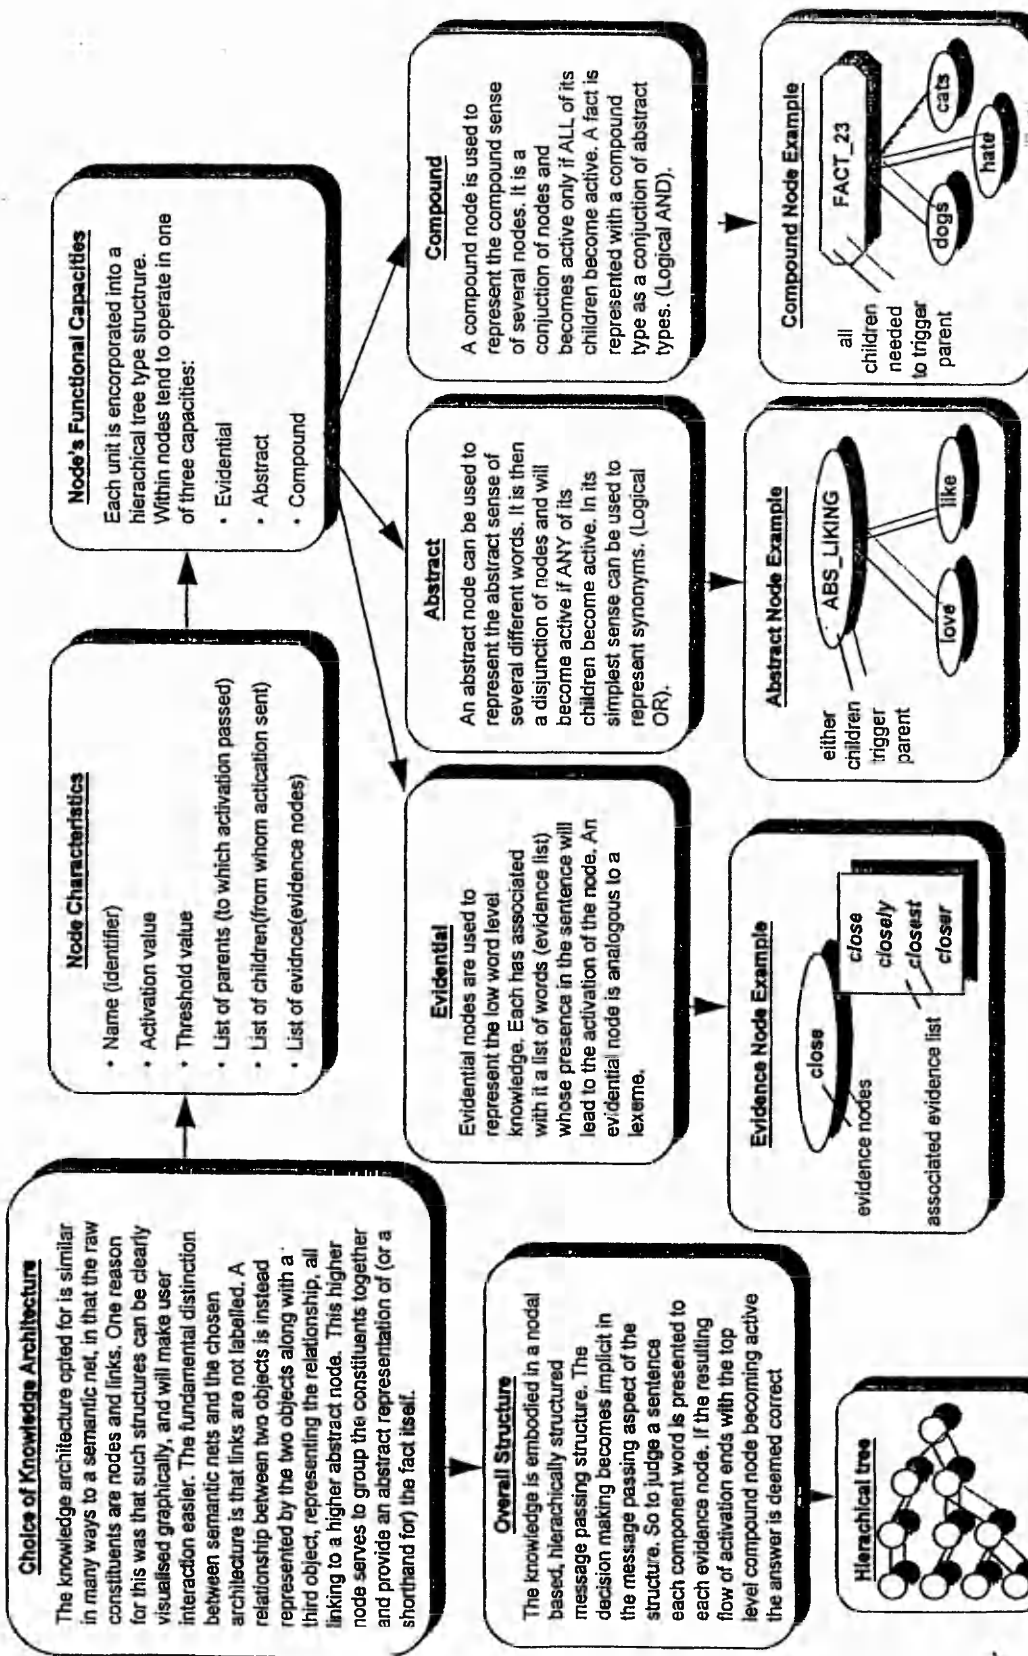 Choice of Knowledge Architecture
The knowledge architecture opted for is similar
in many ways to a semantic net, in that the raw
constituents are nodes and links. One reason
for this was that such structures can be clearly
visualised graphically, and will make user
interaction easier. The fundamental distinction
between semantic nets and the chosen
architecture is that links are not labelled. A
relationship between two objects is instead
represented by the two objects along with a
third object, representing the relationship, all
linking to a higher abstract node. This higher
node serves to group the constituents together
and provide an abstract representation of (or a
shorthand for) the fact itself.
Node Characteristics
• Name (identifier)
• Activation value
• Threshold value
• List of parents (to which activation passed)
• List of children(from whom actication sent)
• List of evidnce(evidence nodes)
Node's Functional Capacities
Each unit is encorporated into a
hierachical tree type structure.
Within nodes tend to operate in one
of three capacities:
• Evidential
• Abstract
• Compound
Overall Structure
The knowledge is embodied in a nodal
based, hierachically structured
message passing structure. The
decision making becomes implicit in
the message passing aspect of the
structure. So to judge a sentence
each component word is presented to
each evidence node. If the resulting
flow of activation ends with the top
level compound node becoming active
the answer is deemed correct
Evidential
Evidential nodes are used to
represent the low word level
knowledge. Each has associated
with it a list of words (evidence list)
whose presence in the sentence will
lead to the activation of the node. An
evidential node is analogous to a
lexeme.
Abstract
An abstract node can be used to
represent the abstract sense of
several different words. It is then
a disjunction of nodes and will
become active if ANY of its
children become active. In its
simplest sense can be used to
represent synonyms. (Logical
OR).
Compound
A compound node is used to
represent the compound sense
of several nodes. It is a
conjunction of nodes and
becomes active only if ALL of its
children become active. A fact is
represented with a compound
type as a conjunction of abstract
types. (Logical AND).
Hierachical tree
Evidence Node Example
close
evidence nodes
close
closely
closest
closer
associated evidence list
Abstract Node Example
either
children
trigger
parent
ABS_LIKING
love
like
Compound Node Example
all
children
needed
to trigger
parent
FACT_23
dogs
hate
cats